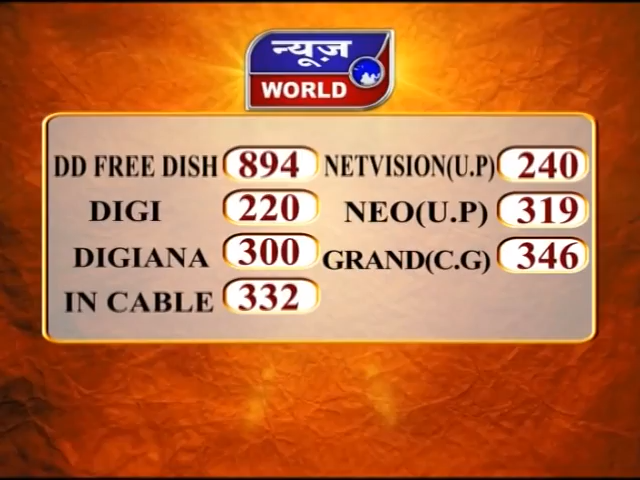 न्यूज़
WORLD
DD FREE DISH 894 NETVISION(U.P) 240
DIGI 220 NEO(U.P) 319
DIGIANA 300 GRAND(C.G) 346
IN CABLE 332